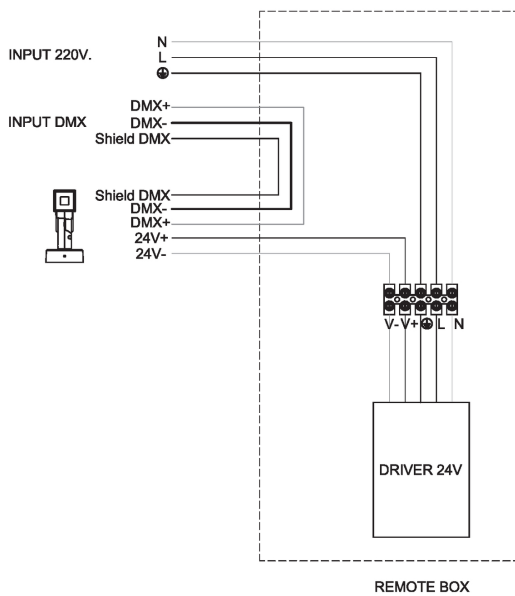 N
INPUT 220V.
L
DMX+
INPUT DMX
DMX-
Shield DMX
Shield DMX
DMX-
DMX+
24V+
24V-
V- V+ L N
DRIVER 24V
REMOTE BOX